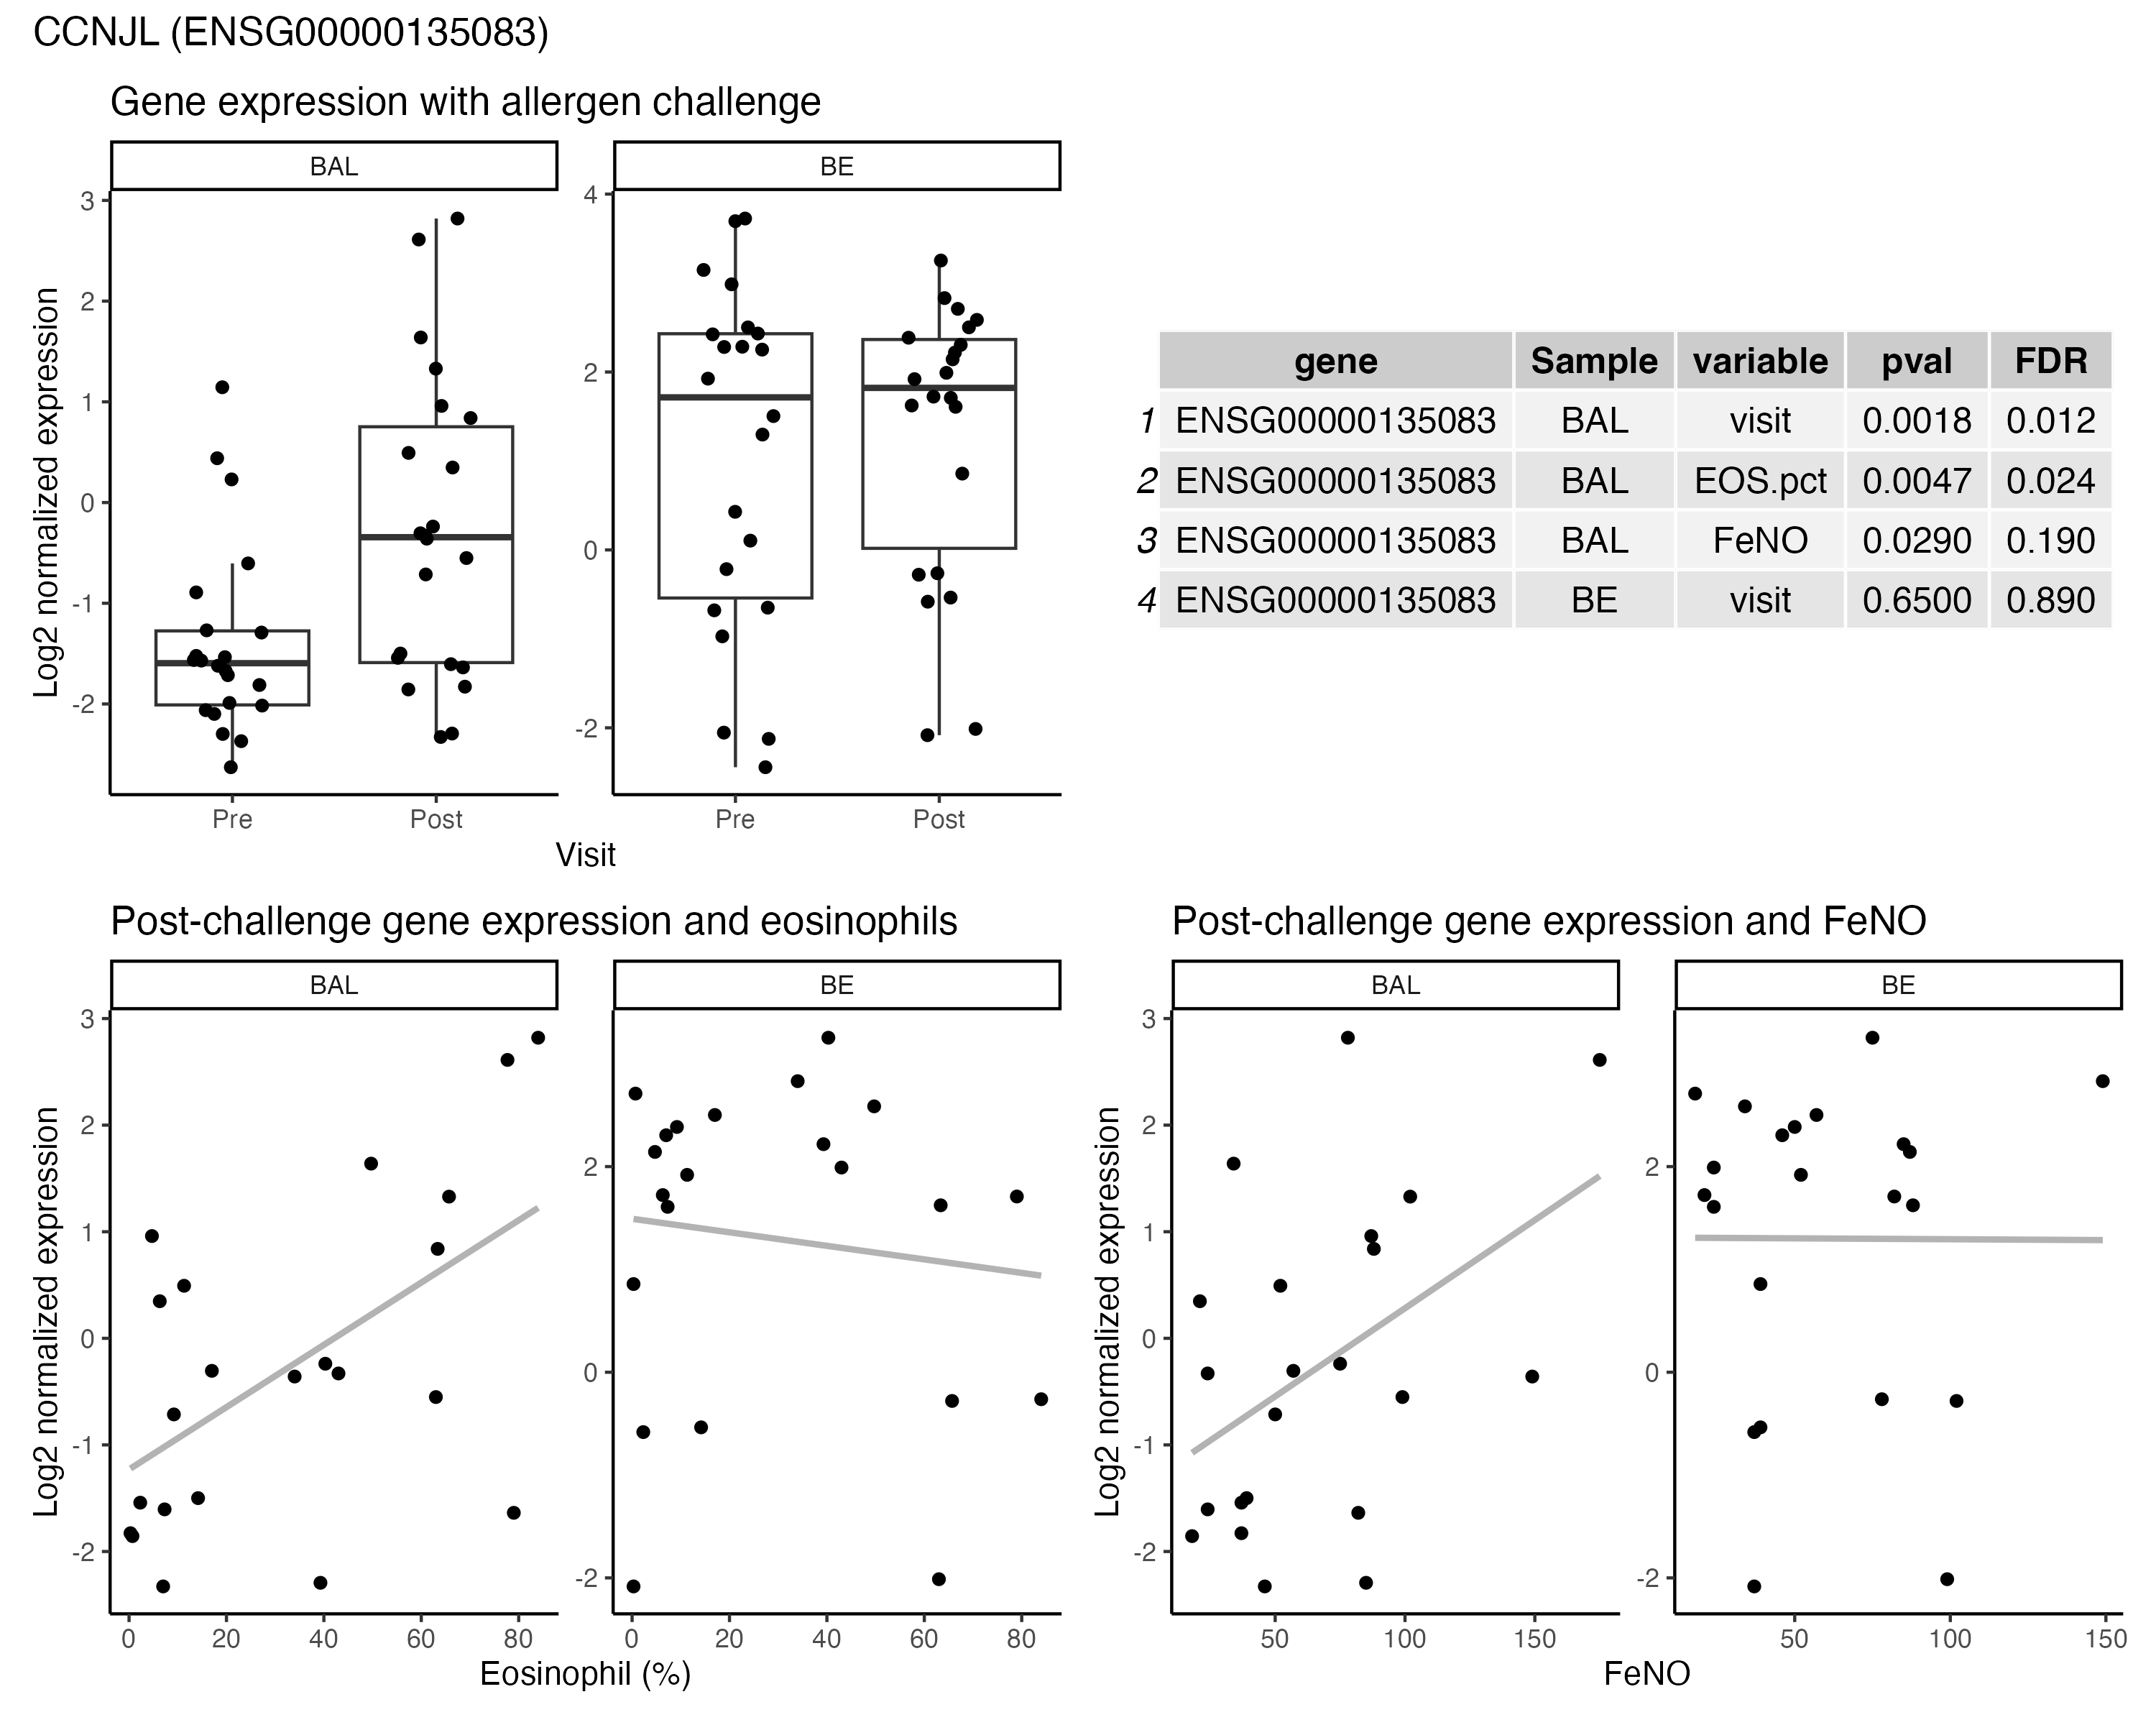 CCNJL (ENSG00000135083)
Gene expression with allergen challenge
BAL
BE
Log2 normalized expression
3
2
1
0
-1
-2
4
2
0
-2
Pre
Post
Pre
Post
Visit
gene Sample variable pval FDR
1 ENSG00000135083 BAL visit 0.0018 0.012
2 ENSG00000135083 BAL EOS.pct 0.0047 0.024
3 ENSG00000135083 BAL FeNO 0.0290 0.190
4 ENSG00000135083 BE visit 0.6500 0.890
Post-challenge gene expression and eosinophils
BAL
BE
Log2 normalized expression
3
2
1
0
-1
-2
2
0
-2
0 20 40 60 80
0 20 40 60 80
Eosinophil (%)
Post-challenge gene expression and FeNO
BAL
BE
Log2 normalized expression
3
2
1
0
-1
-2
2
0
-2
50 100 150
50 100 150
FeNO